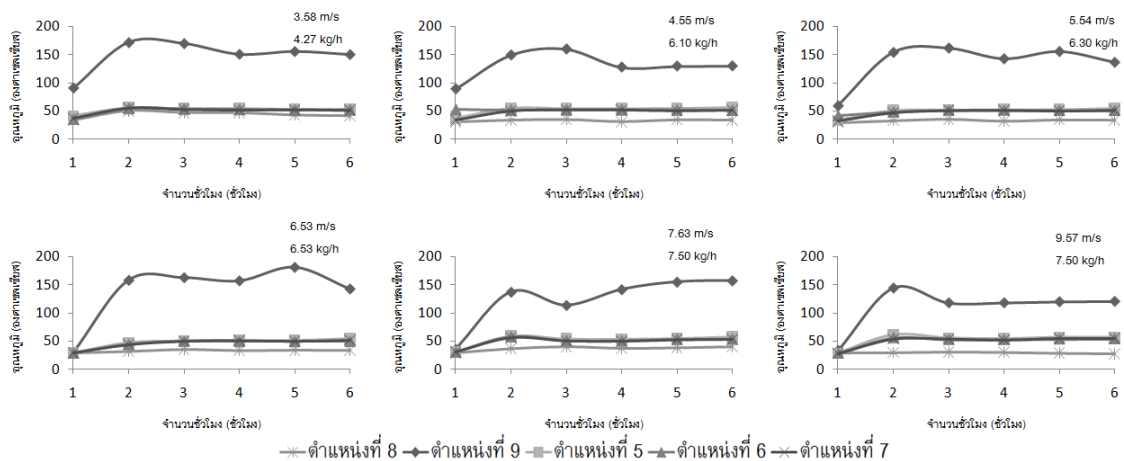 3.58 m/s
4.27 kg/h
อุณหภูมิ (องศาเซลเซียส)
200
150
100
50
0
1 2 3 4 5 6
จำนวนชั่วโมง (ชั่วโมง)
4.55 m/s
6.10 kg/h
อุณหภูมิ (องศาเซลเซียส)
200
150
100
50
0
1 2 3 4 5 6
จำนวนชั่วโมง (ชั่วโมง)
5.54 m/s
6.30 kg/h
อุณหภูมิ (องศาเซลเซียส)
200
150
100
50
0
1 2 3 4 5 6
จำนวนชั่วโมง (ชั่วโมง)
6.53 m/s
6.53 kg/h
อุณหภูมิ (องศาเซลเซียส)
200
150
100
50
0
1 2 3 4 5 6
จำนวนชั่วโมง (ชั่วโมง)
7.63 m/s
7.50 kg/h
อุณหภูมิ (องศาเซลเซียส)
200
150
100
50
0
1 2 3 4 5 6
จำนวนชั่วโมง (ชั่วโมง)
9.57 m/s
7.50 kg/h
อุณหภูมิ (องศาเซลเซียส)
200
150
100
50
0
1 2 3 4 5 6
จำนวนชั่วโมง (ชั่วโมง)
ตำแหน่งที่ 8 ตำแหน่งที่ 9 ตำแหน่งที่ 5 ตำแหน่งที่ 6 ตำแหน่งที่ 7